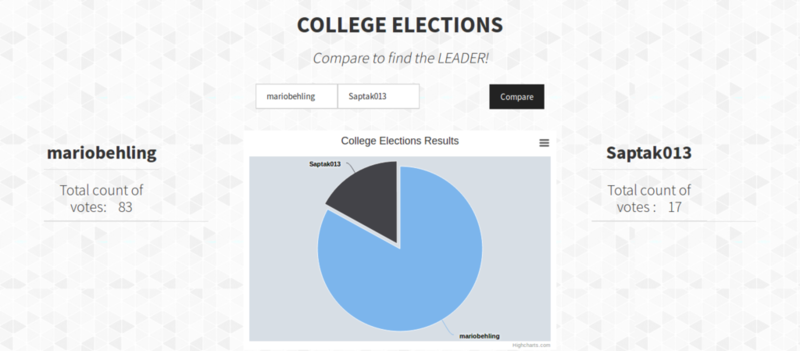 COLLEGE ELECTIONS
Compare to find the LEADER!
mariobehling
Saptak013
Compare
mariobehling
Total count of
votes: 83
College Elections Results
Saptak013
mariobehling
Highcharts.com
Saptak013
Total count of
votes : 17